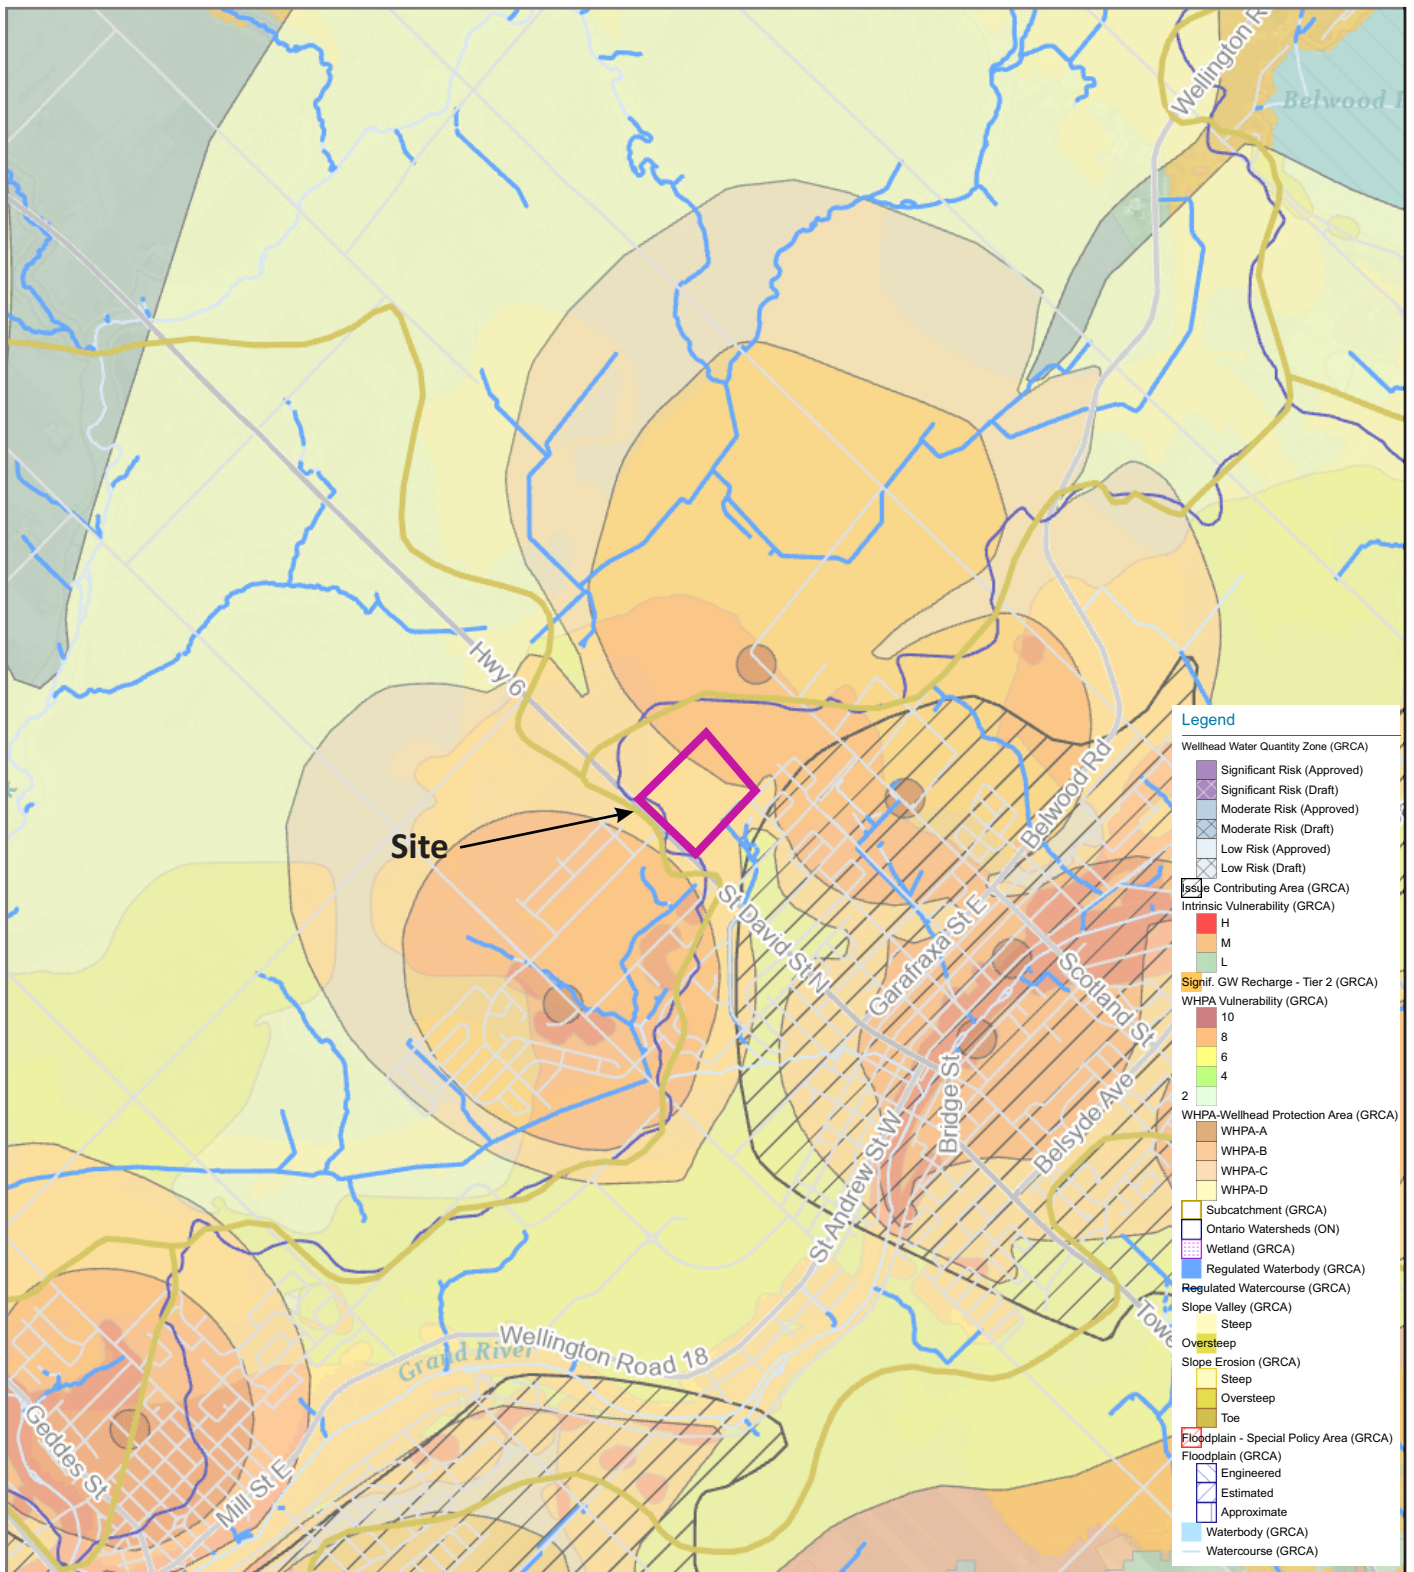 Wellington R
Belwood
Hwy 6
Site
Belwood Rd
St David St N
Garafraxa St E
Scotland St
Bridge St
Belsyde Ave
St Andrew St W
Towe
Wellington Road 18
Grand River
Geddes St
Mill St E
Legend
Wellhead Water Quantity Zone (GRCA)
Significant Risk (Approved)
Significant Risk (Draft)
Moderate Risk (Approved)
Moderate Risk (Draft)
Low Risk (Approved)
Low Risk (Draft)
Issue Contributing Area (GRCA)
Intrinsic Vulnerability (GRCA)
H
M
L
Signif. GW Recharge - Tier 2 (GRCA)
WHPA Vulnerability (GRCA)
10
8
6
4
2
WHPA-Wellhead Protection Area (GRCA)
WHPA-A
WHPA-B
WHPA-C
WHPA-D
Subcatchment (GRCA)
Ontario Watersheds (ON)
Wetland (GRCA)
Regulated Waterbody (GRCA)
Regulated Watercourse (GRCA)
Slope Valley (GRCA)
Steep
Oversteep
Slope Erosion (GRCA)
Steep
Oversteep
Toe
Floodplain - Special Policy Area (GRCA)
Floodplain (GRCA)
Engineered
Estimated
Approximate
Waterbody (GRCA)
Watercourse (GRCA)